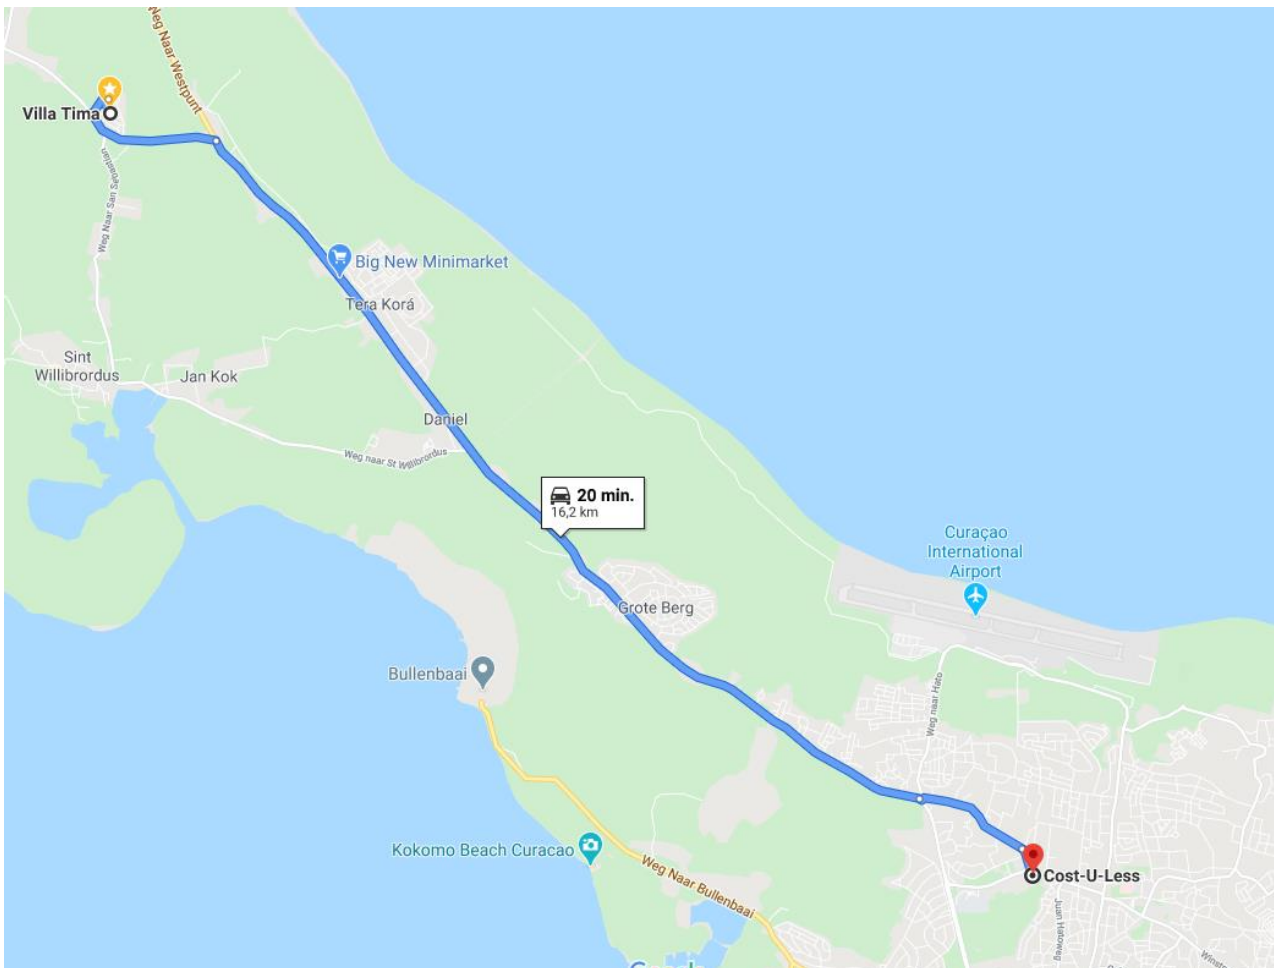 Weg Naar Westpunt
Villa Tima
Weg Naar San Sebastian
Big New Minimarket
Tera Korá
Sint
Willibrordus
Jan Kok
Daniel
Weg naar St Willibrordus
20 min.
16,2 km
Curaçao
International
Airport
Grote Berg
Bullenbaai
Weg naar Hato
Kokomo Beach Curacao
Weg Naar Bullenbaai
Cost-U-Less
Juan Hatoweg